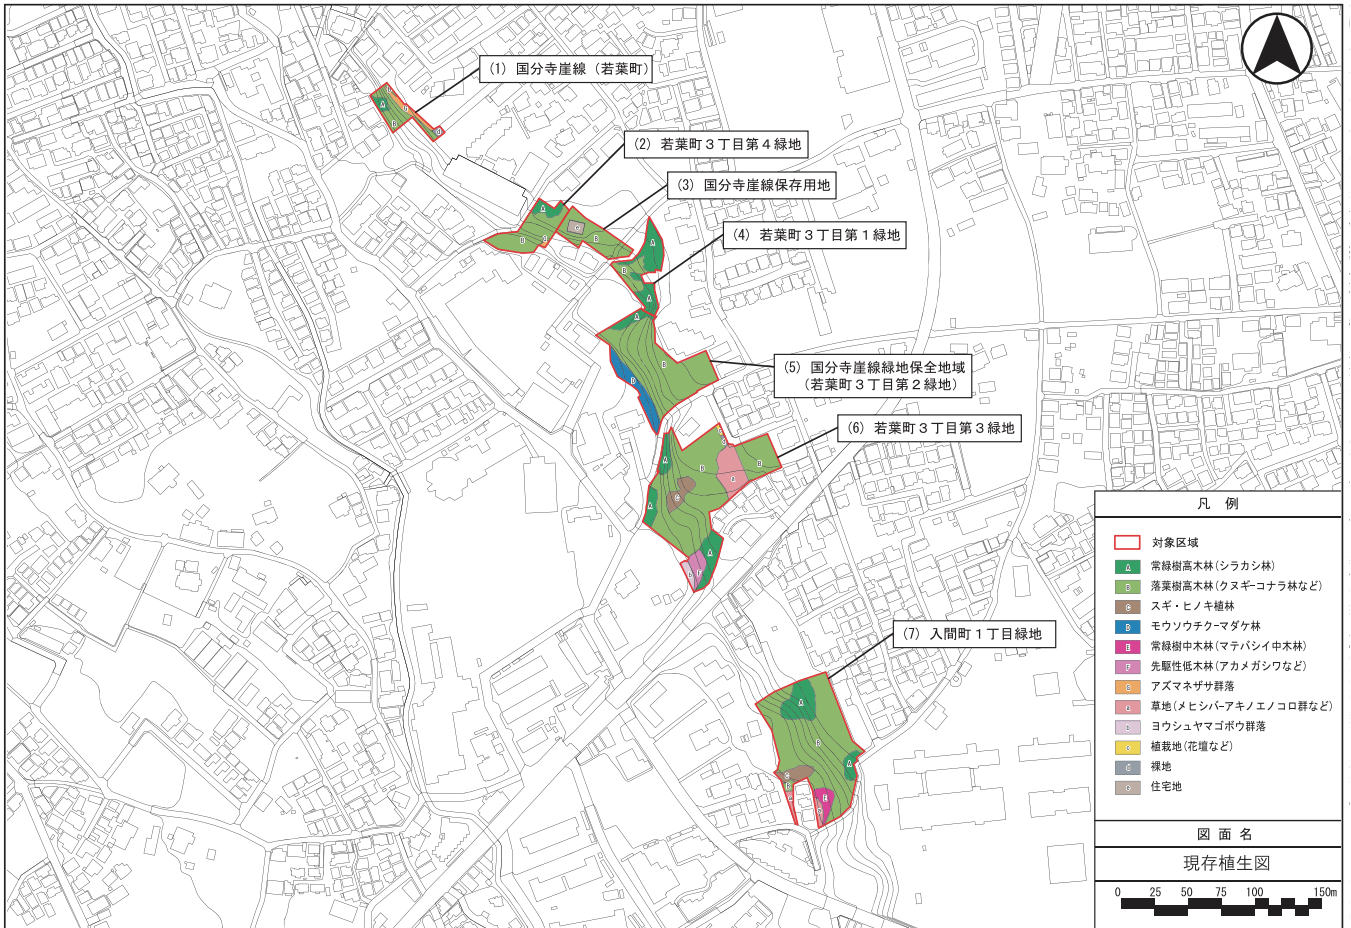 (1) 国分寺崖線（若葉町）
(2) 若葉町３丁目第４緑地
(3) 国分寺崖線保存用地
(4) 若葉町３丁目第１緑地
(5) 国分寺崖線緑地保全地域
（若葉町３丁目第２緑地）
(6) 若葉町３丁目第３緑地
(7) 入間町１丁目緑地
凡 例
対象区域
A 常緑樹高木林(シラカシ林)
B 落葉樹高木林(クヌギ-コナラ林など)
C スギ・ヒノキ植林
D モウソウチク-マダケ林
E 常緑樹中木林(マテバシイ中木林)
F 先駆性低木林(アカメガシワなど)
アズマネザサ群落
a 草地(メヒシバ-アキノエノコロ群など)
b ヨウシュヤマゴボウ群落
c 植栽地(花壇など)
d 裸地
e 住宅地
図 面 名
現存植生図
0 25 50 75 100 150m